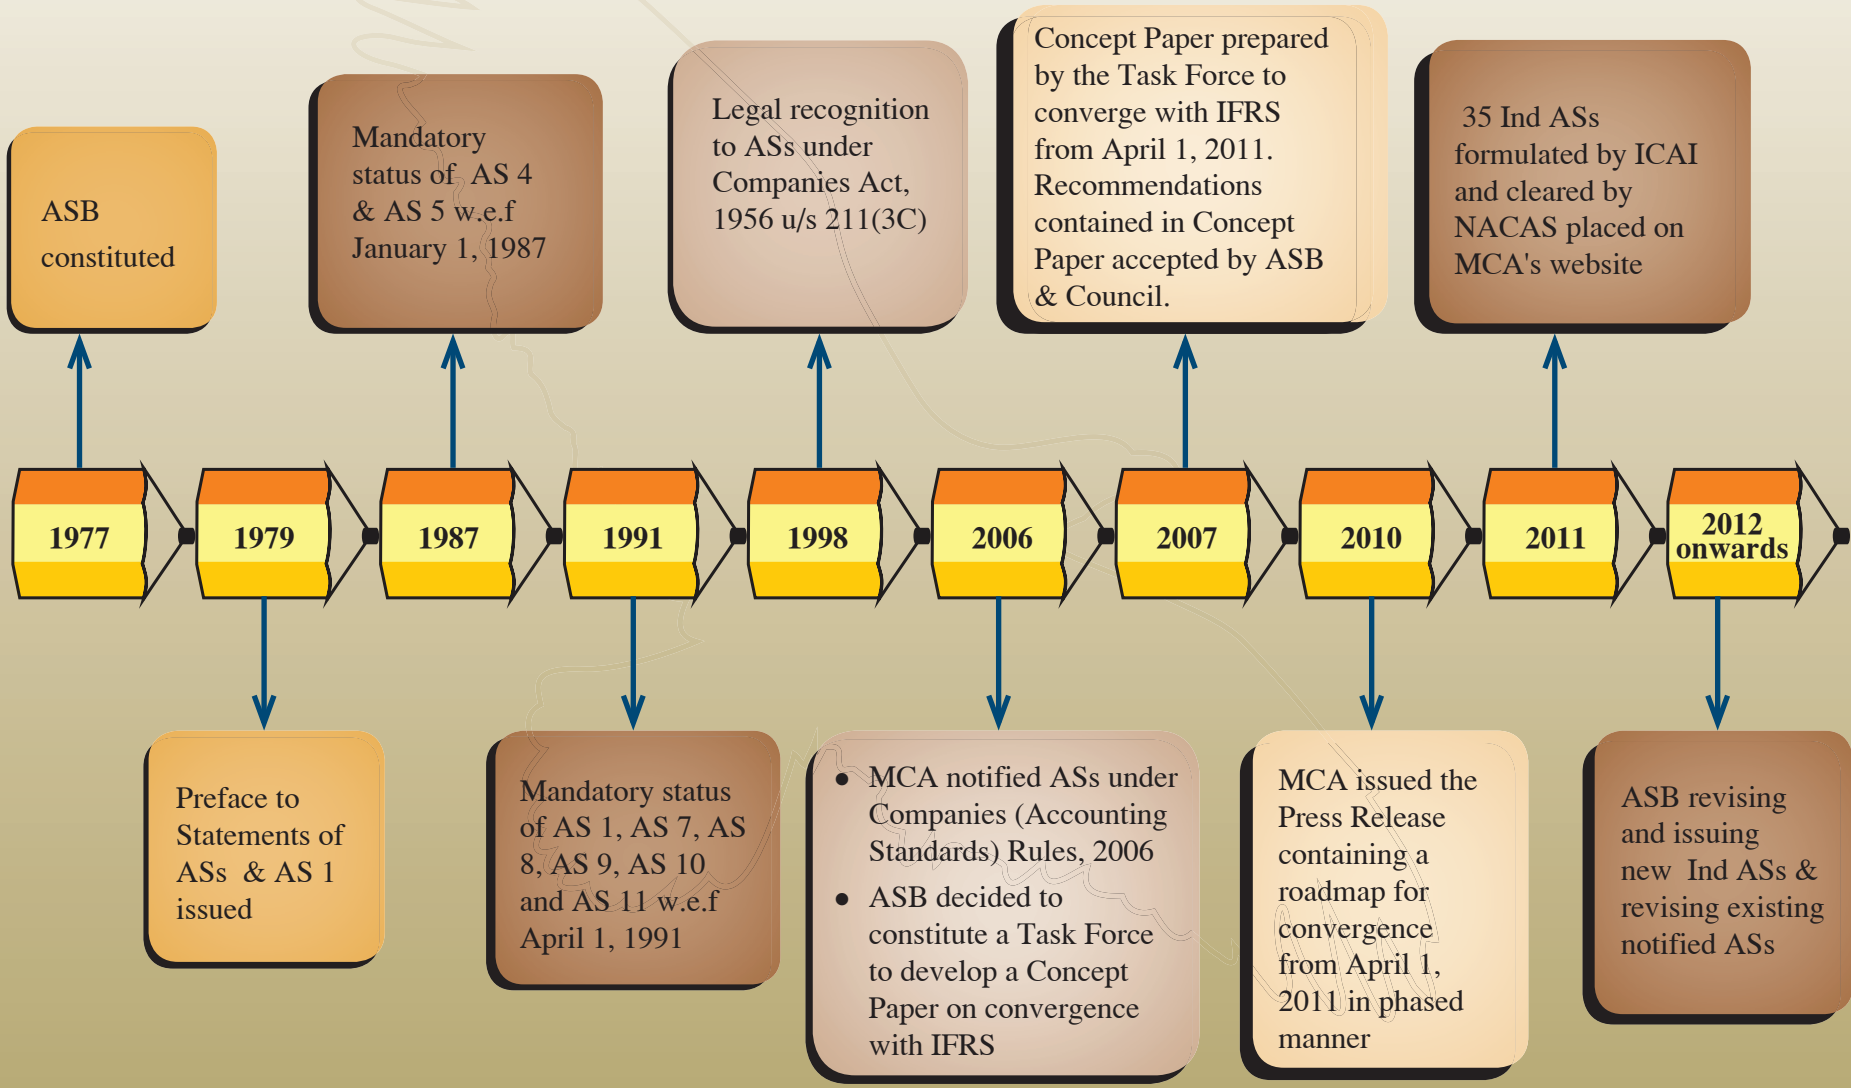 ASB
constituted
Mandatory
status of AS 4
& AS 5 w.e.f
January 1, 1987
Legal recognition
to ASs under
Companies Act,
1956 u/s 211(3C)
Concept Paper prepared
by the Task Force to
converge with IFRS
from April 1, 2011.
Recommendations
contained in Concept
Paper accepted by ASB
& Council.
35 Ind ASs
formulated by ICAI
and cleared by
NACAS placed on
MCA's website
1977
1979
1987
1991
1998
2006
2007
2010
2011
2012
onwards
Preface to
Statements of
ASs & AS 1
issued
Mandatory status
of AS 1, AS 7, AS
8, AS 9, AS 10
and AS 11 w.e.f
April 1, 1991
● MCA notified ASs under
Companies (Accounting
Standards) Rules, 2006
● ASB decided to
constitute a Task Force
to develop a Concept
Paper on convergence
with IFRS
MCA issued the
Press Release
containing a
roadmap for
convergence
from April 1,
2011 in phased
manner
ASB revising
and issuing
new Ind ASs &
revising existing
notified ASs